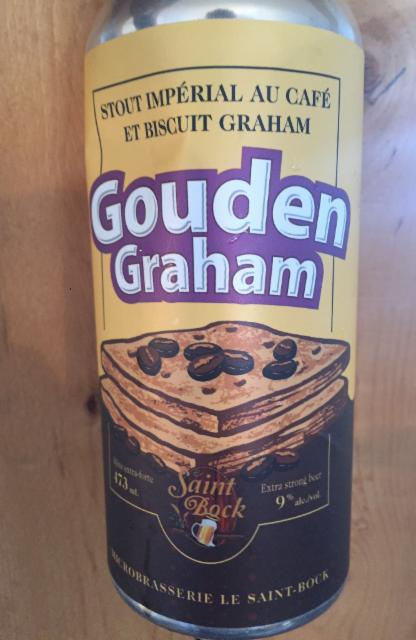 STOUT IMPÉRIAL AU CAFÉ
ET BISCUIT GRAHAM
Gouden
Graham
extra-forte
473 ml.
Saint
Bock
Extra strong beer
9% alc./vol.
MICROBRASSERIE LE SAINT-BOCK